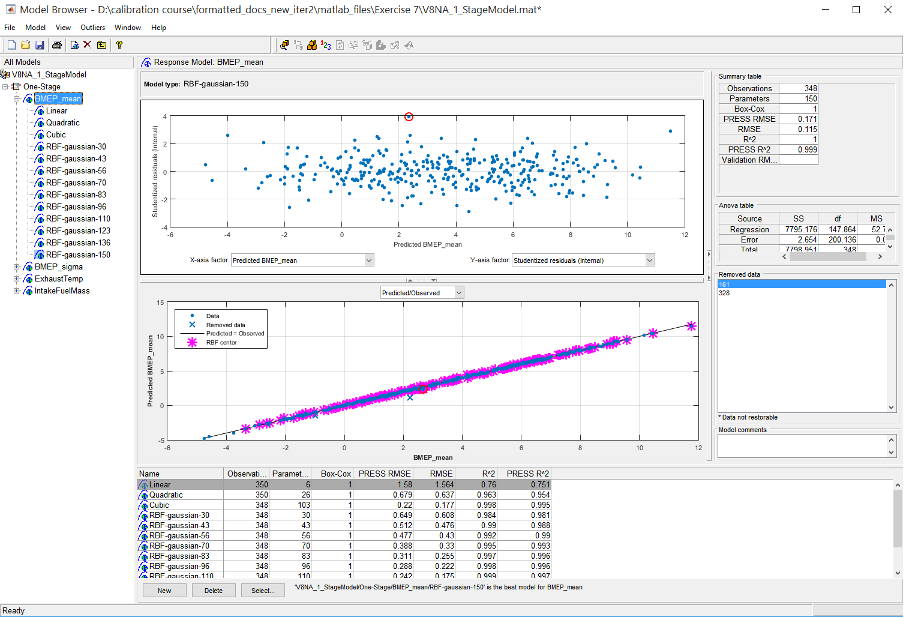 Model Browser - D:\calibration course\formatted_docs_new_iter2\matlab_files\Exercise 7\V8NA_1_StageModel.mat*
File Model View Outliers Window Help
All Models
V8NA_1_StageModel
One-Stage
BMEP_mean
Linear
Quadratic
Cubic
RBF-gaussian-30
RBF-gaussian-43
RBF-gaussian-56
RBF-gaussian-70
RBF-gaussian-83
RBF-gaussian-96
RBF-gaussian-110
RBF-gaussian-123
RBF-gaussian-136
RBF-gaussian-150
BMEP_sigma
ExhaustTemp
IntakeFuelMass
Response Model: BMEP_mean
Model type: RBF-gaussian-150
Studentized residuals (Internal)
4
2
0
-2
-4
-6 -4 -2 0 2 4 6 8 10 12
Predicted BMEP_mean
X-axis factor: Predicted BMEP_mean
Y-axis factor: Studentized residuals (Internal)
Predicted/Observed
Predicted BMEP_mean
15
10
5
0
-5
Data
Removed data
Predicted = Observed
RBF center
-6 -4 -2 0 2 4 6 8 10 12
BMEP_mean
Summary table
Observations 348
Parameters 150
Box-Cox 1
PRESS RMSE 0.171
RMSE 0.115
R^2 1
PRESS R^2 0.999
Validation RM...
Anova table
Source SS df MS
Regression 7795.176 147.864 52.7
Error 2.654 200.136 0.0
Total 7798.951 348
Removed data
161
328
* Data not restorable
Model comments
Name Observati... Paramet... Box-Cox PRESS RMSE RMSE R^2 PRESS R^2
Linear 350 6 1 1.58 1.564 0.76 0.751
Quadratic 350 26 1 0.679 0.637 0.963 0.954
Cubic 348 103 1 0.22 0.177 0.998 0.995
RBF-gaussian-30 348 30 1 0.649 0.608 0.984 0.981
RBF-gaussian-43 348 43 1 0.512 0.476 0.99 0.988
RBF-gaussian-56 348 56 1 0.477 0.43 0.992 0.99
RBF-gaussian-70 348 70 1 0.388 0.33 0.995 0.993
RBF-gaussian-83 348 83 1 0.311 0.255 0.997 0.996
RBF-gaussian-96 348 96 1 0.288 0.222 0.998 0.996
RBF-gaussian-110 348 110 1 0.242 0.175 0.999 0.997
New Delete Select...
'V8NA_1_StageModel/One-Stage/BMEP_mean/RBF-gaussian-150' is the best model for BMEP_mean
Ready